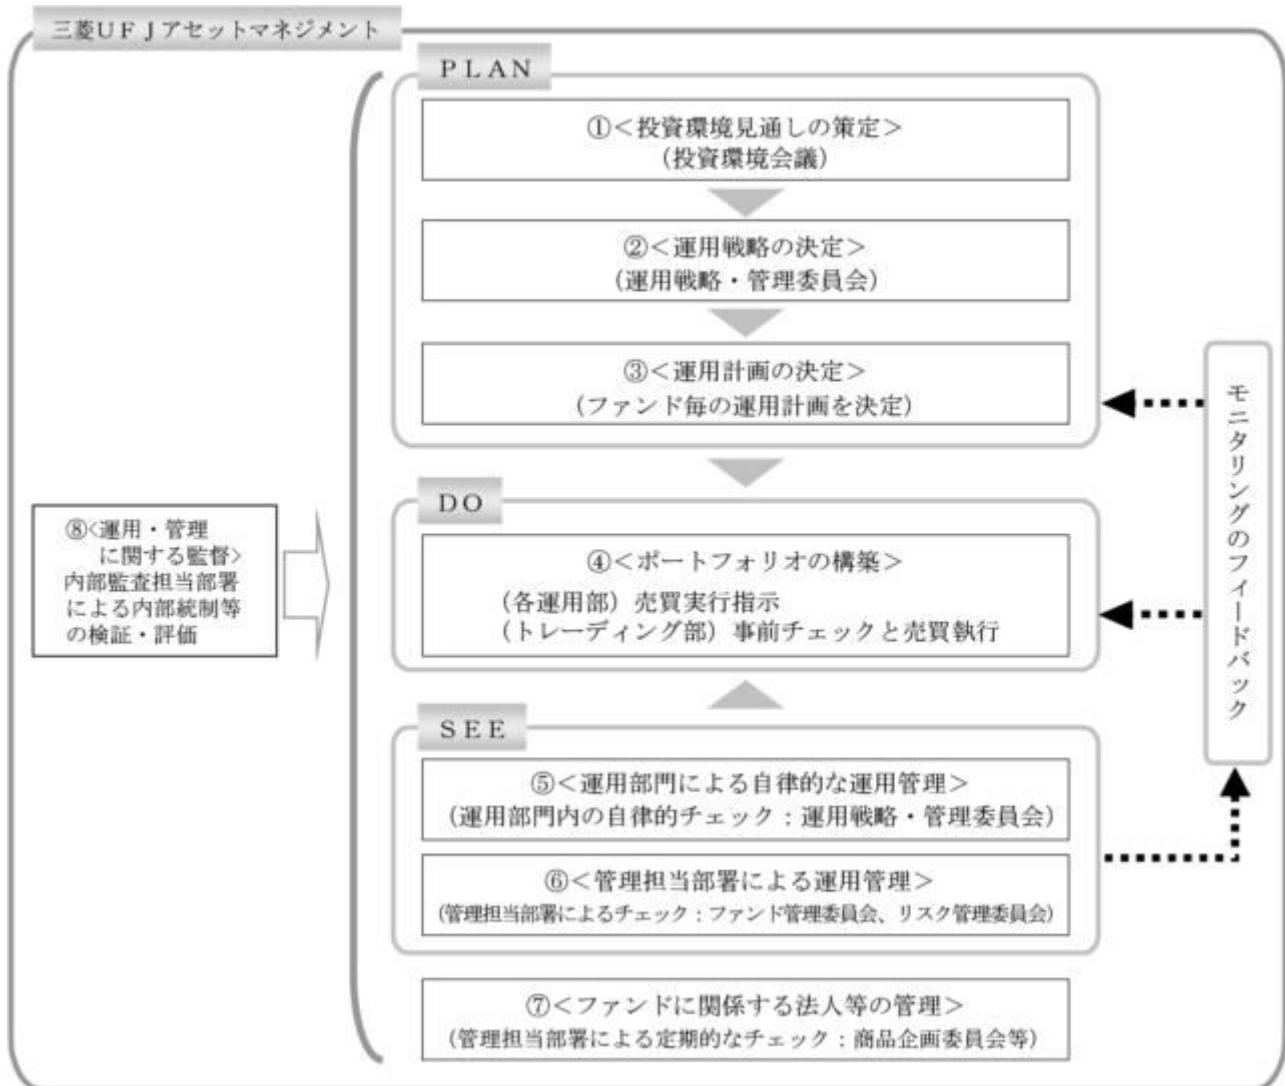 三菱UFJアセットマネジメント
PLAN
①＜投資環境見通しの策定＞
（投資環境会議）
②＜運用戦略の決定＞
（運用戦略・管理委員会）
③＜運用計画の決定＞
（ファンド毎の運用計画を決定）
DO
④＜ポートフォリオの構築＞
（各運用部）売買実行指示
（トレーディング部）事前チェックと売買執行
SEE
⑤＜運用部門による自律的な運用管理＞
（運用部門内の自律的チェック：運用戦略・管理委員会）
⑥＜管理担当部署による運用管理＞
（管理担当部署によるチェック：ファンド管理委員会、リスク管理委員会）
⑦＜ファンドに関係する法人等の管理＞
（管理担当部署による定期的なチェック：商品企画委員会等）
⑧<運用・管理
に関する監督>
内部監査担当部署
による内部統制等
の検証・評価
モニタリングのフィードバック